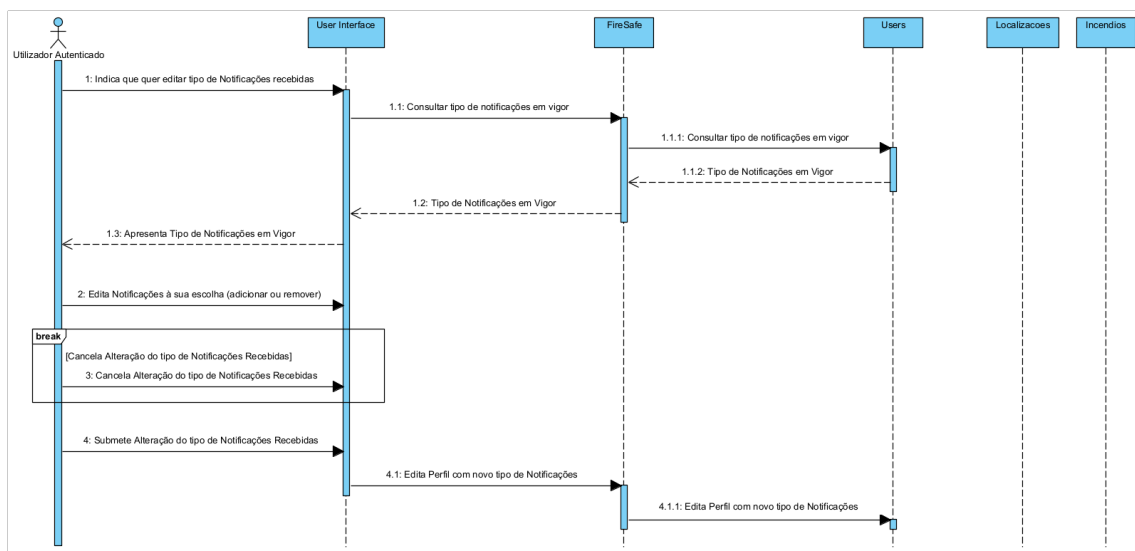 User Interface
FireSafe
Users
Localizacoes
Incendios
Utilizador Autenticado
1: Indica que quer editar tipo de Notificações recebidas
1.1: Consultar tipo de notificações em vigor
1.1.1: Consultar tipo de notificações em vigor
1.1.2: Tipo de Notificações em Vigor
1.2: Tipo de Notificações em Vigor
1.3: Apresenta Tipo de Notificações em Vigor
2: Edita Notificações à sua escolha (adicionar ou remover)
break
[Cancela Alteração do tipo de Notificações Recebidas]
3: Cancela Alteração do tipo de Notificações Recebidas
4: Submete Alteração do tipo de Notificações Recebidas
4.1: Edita Perfil com novo tipo de Notificações
4.1.1: Edita Perfil com novo tipo de Notificações